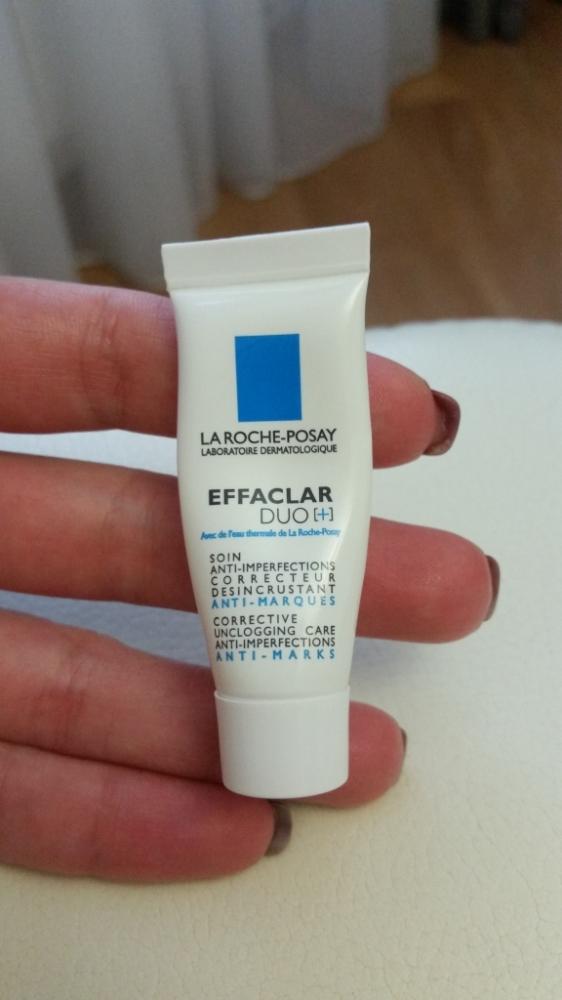 LA ROCHE-POSAY
LABORATOIRE DERMATOLOGIQUE
EFFACLAR
DUO [+]
Avec de l'eau thermale de La Roche-Posay
SOIN
ANTI-IMPERFECTIONS
CORRECTEUR
DESINCRUSTANT
ANTI-MARQUES
CORRECTIVE
UNCLOGGING CARE
ANTI-IMPERFECTIONS
ANTI-MARKS